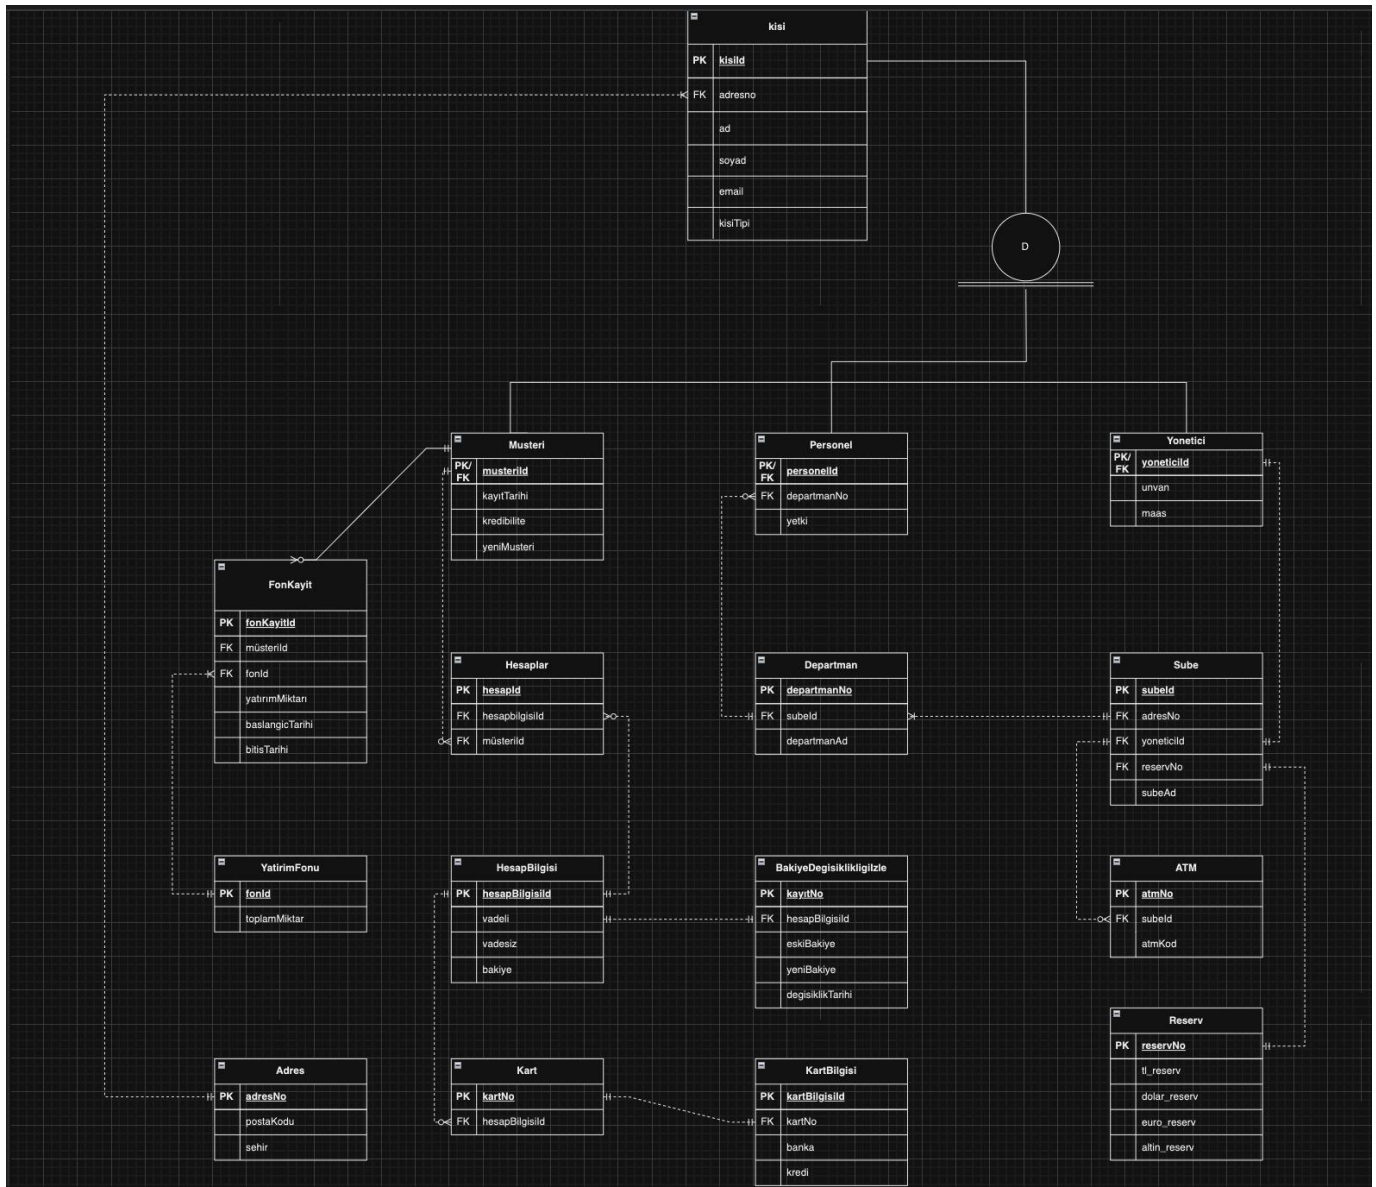 kisi
PK kisiId
FK adresno
ad
soyad
email
kisiTipi
D
Musteri
PK/FK musteriId
kayıtTarihi
kredibilite
yeniMusteri
Personel
PK/FK personelId
FK departmanNo
yetki
Yonetici
PK/FK yoneticiId
unvan
maas
FonKayit
PK fonKayitId
FK müsteriId
FK fonId
yatırımMiktarı
baslangicTarihi
bitisTarihi
Hesaplar
PK hesapId
FK hesapbilgisiId
FK müsteriId
Departman
PK departmanNo
FK subeId
departmanAd
Sube
PK subeId
FK adresNo
FK yoneticiId
FK reservNo
subeAd
YatirimFonu
PK fonId
toplamMiktar
HesapBilgisi
PK hesapBilgisiId
vadeli
vadesiz
bakiye
BakiyeDegisiklikligiIzle
PK kayıtNo
FK hesapBilgisiId
eskiBakiye
yeniBakiye
degisiklikTarihi
ATM
PK atmNo
FK subeId
atmKod
Reserv
PK reservNo
tl_reserv
dolar_reserv
euro_reserv
altin_reserv
Adres
PK adresNo
postaKodu
sehir
Kart
PK kartNo
FK hesapBilgisiId
KartBilgisi
PK kartBilgisiId
FK kartNo
banka
kredi